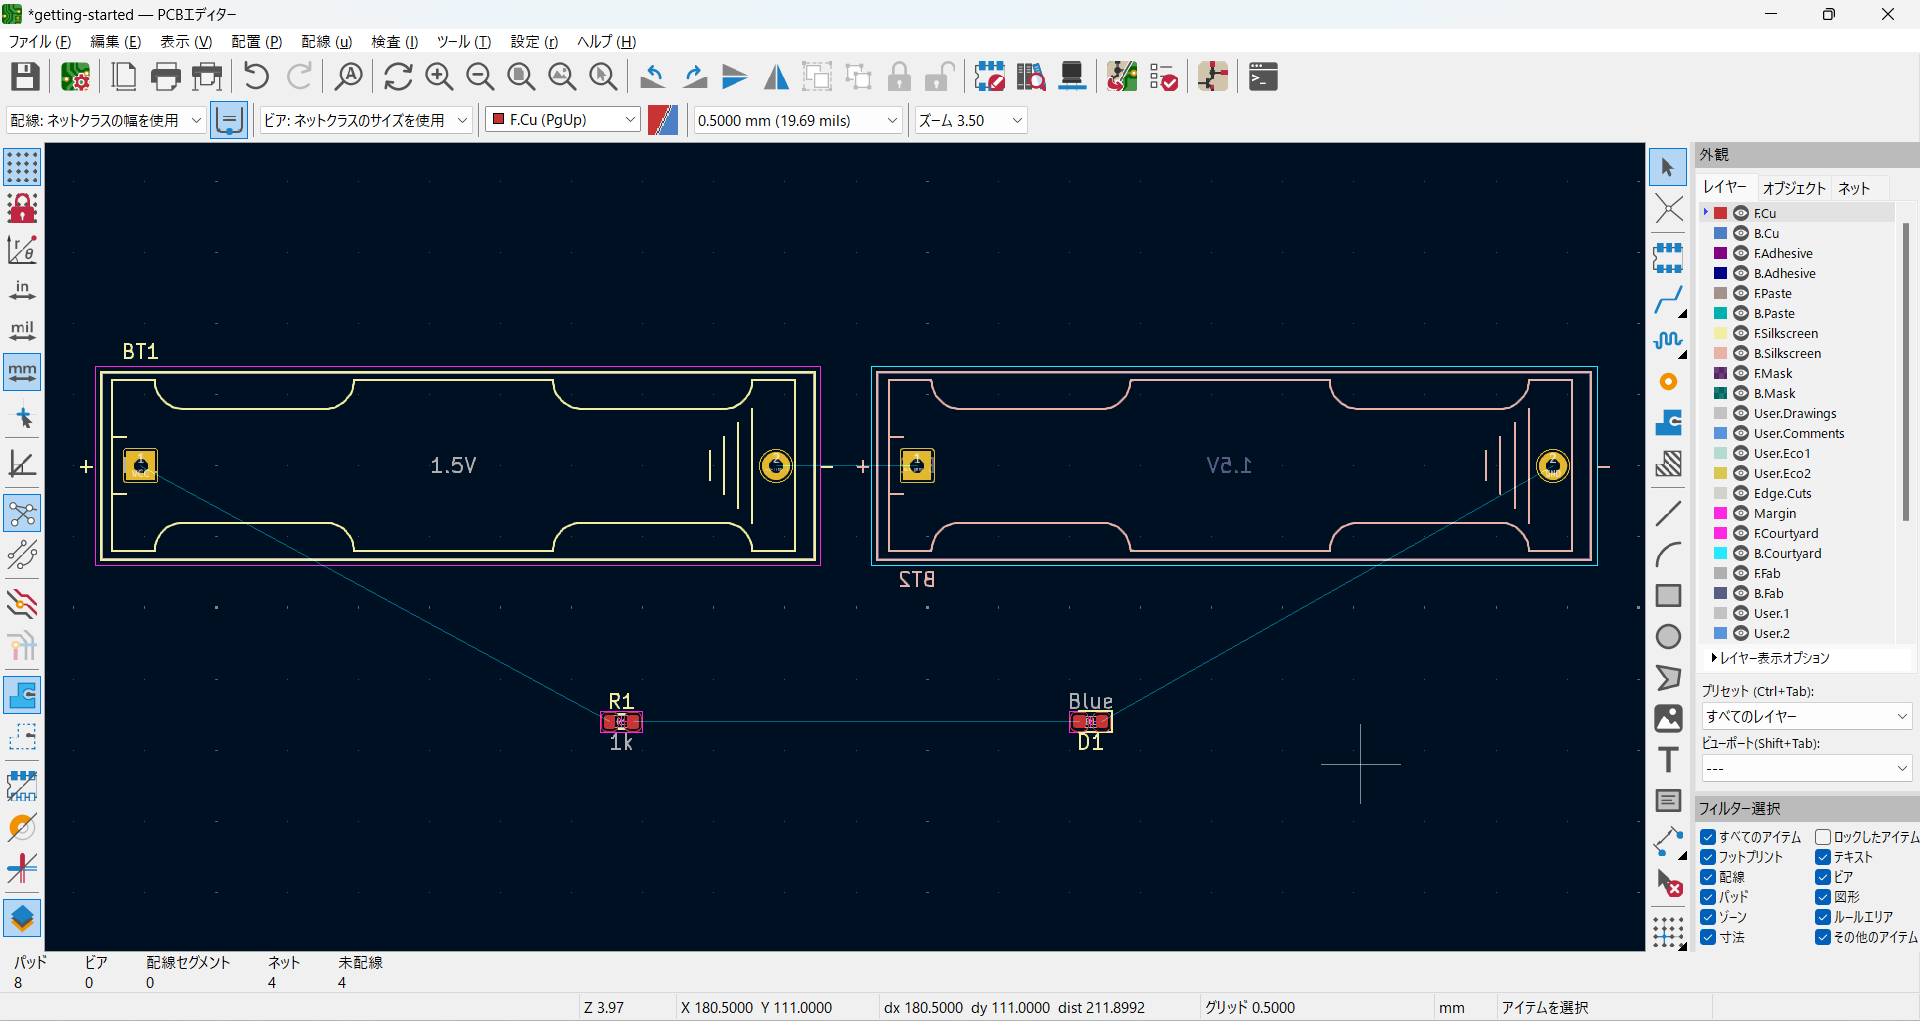 *getting-started — PCBエディター
ファイル (F) 編集 (E) 表示 (V) 配置 (P) 配線 (u) 検査 (I) ツール (T) 設定 (r) ヘルプ (H)
配線: ネットクラスの幅を使用 ビア: ネットクラスのサイズを使用 F.Cu (PgUp) 0.5000 mm (19.69 mils) ズーム 3.50
in
mil
mm
BT1
+ 1 VCC 1.5V 2 −
+ 1 1.5V 2 −
BT2
R1
1k
Blue
D1
外観
レイヤー オブジェクト ネット
F.Cu
B.Cu
F.Adhesive
B.Adhesive
F.Paste
B.Paste
F.Silkscreen
B.Silkscreen
F.Mask
B.Mask
User.Drawings
User.Comments
User.Eco1
User.Eco2
Edge.Cuts
Margin
F.Courtyard
B.Courtyard
F.Fab
B.Fab
User.1
User.2
レイヤー表示オプション
プリセット (Ctrl+Tab):
すべてのレイヤー
ビューポート(Shift+Tab):
---
フィルター選択
すべてのアイテム ロックしたアイテム
フットプリント テキスト
配線 ビア
パッド 図形
ゾーン ルールエリア
寸法 その他のアイテム
パッド ビア 配線セグメント ネット 未配線
8 0 0 4 4
Z 3.97 X 180.5000 Y 111.0000 dx 180.5000 dy 111.0000 dist 211.8992 グリッド 0.5000 mm アイテムを選択